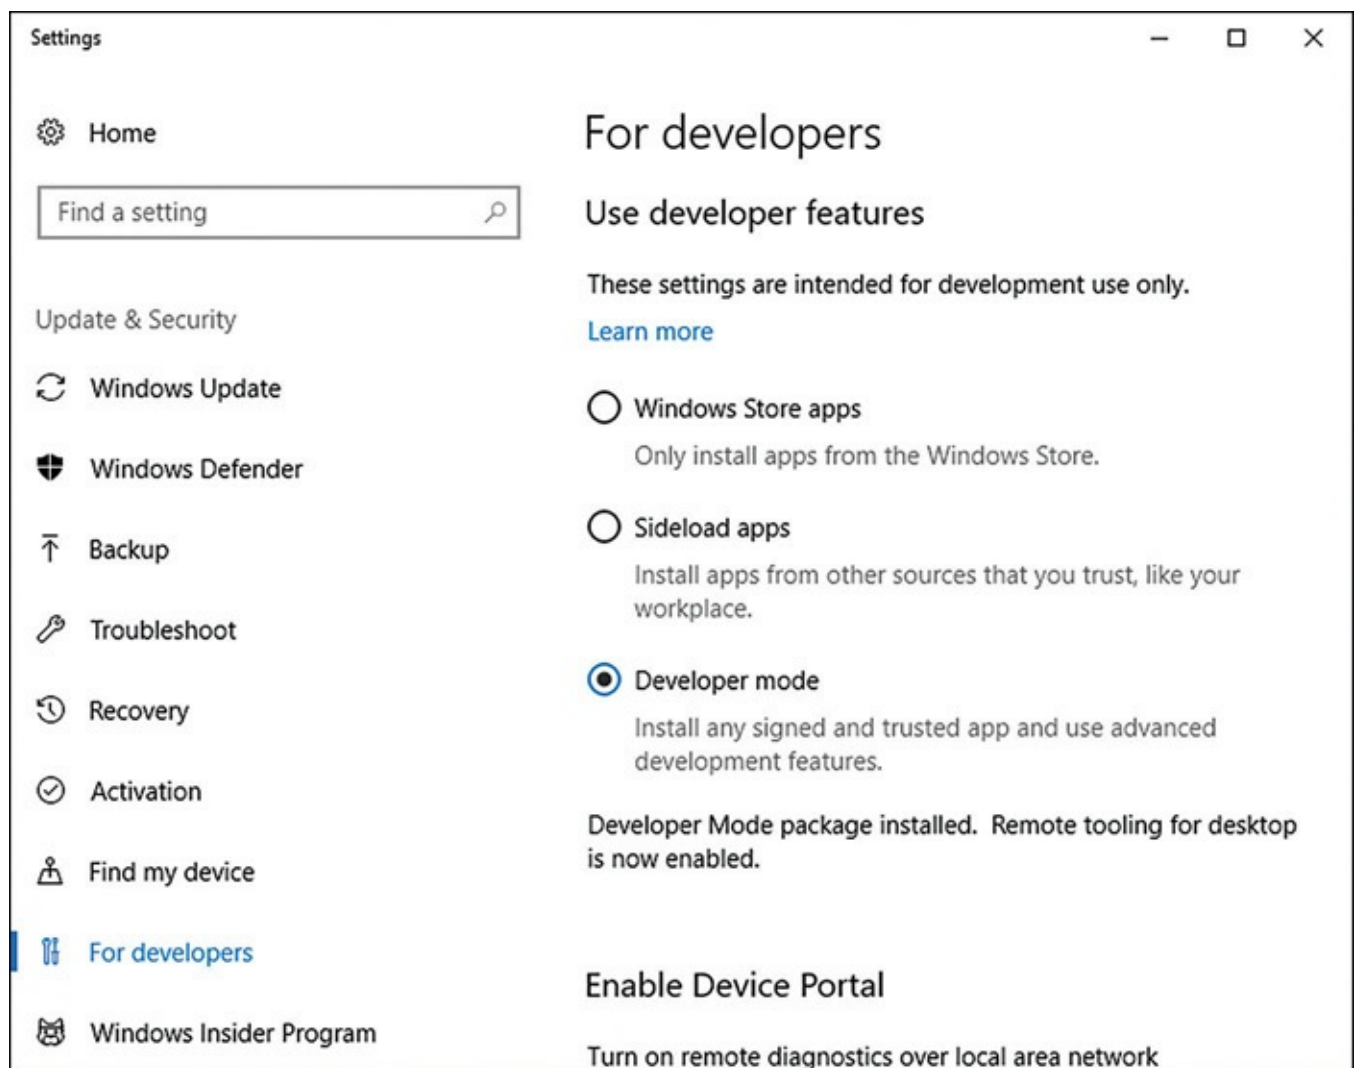 Settings
Home
Find a setting
Update & Security
Windows Update
Windows Defender
Backup
Troubleshoot
Recovery
Activation
Find my device
For developers
Windows Insider Program
For developers
Use developer features
These settings are intended for development use only.
Learn more
Windows Store apps
Only install apps from the Windows Store.
Sideload apps
Install apps from other sources that you trust, like your
workplace.
Developer mode
Install any signed and trusted app and use advanced
development features.
Developer Mode package installed.  Remote tooling for desktop
is now enabled.
Enable Device Portal
Turn on remote diagnostics over local area network